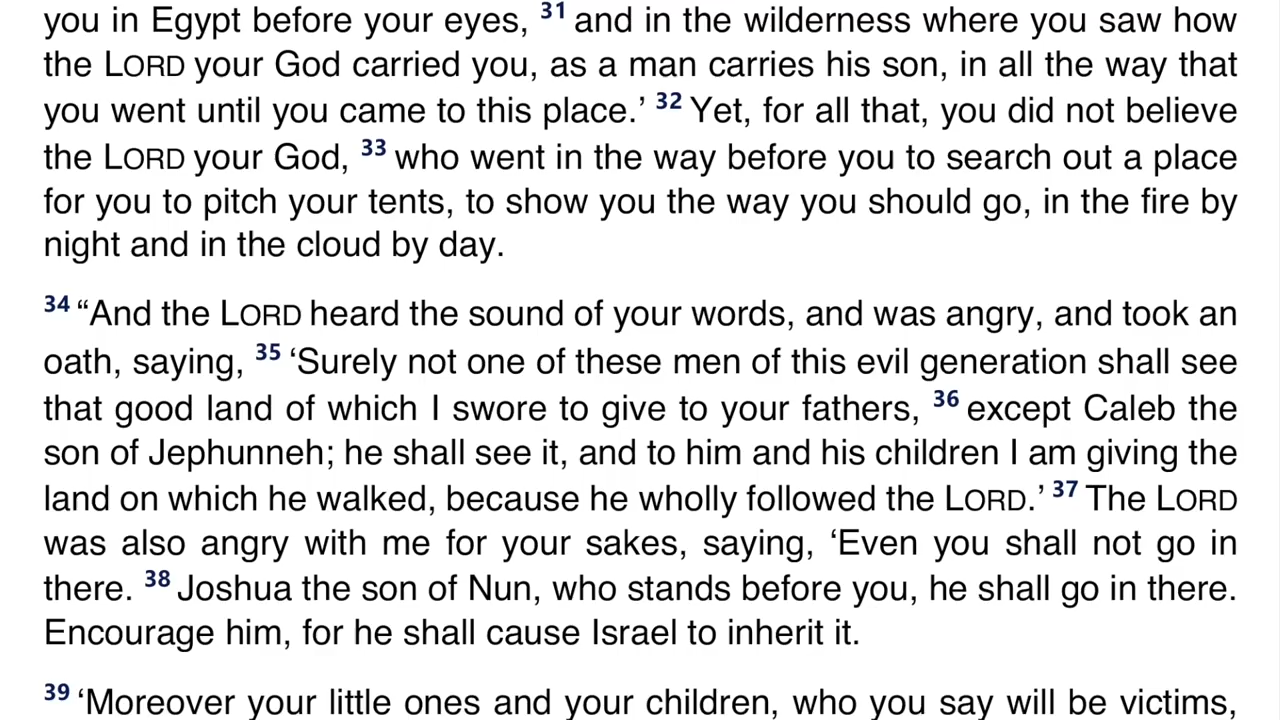 you in Egypt before your eyes, 31 and in the wilderness where you saw how
the LORD your God carried you, as a man carries his son, in all the way that
you went until you came to this place.’ 32 Yet, for all that, you did not believe
the LORD your God, 33 who went in the way before you to search out a place
for you to pitch your tents, to show you the way you should go, in the fire by
night and in the cloud by day.
34 “And the LORD heard the sound of your words, and was angry, and took an
oath, saying, 35 ‘Surely not one of these men of this evil generation shall see
that good land of which I swore to give to your fathers, 36 except Caleb the
son of Jephunneh; he shall see it, and to him and his children I am giving the
land on which he walked, because he wholly followed the LORD.’ 37 The LORD
was also angry with me for your sakes, saying, ‘Even you shall not go in
there. 38 Joshua the son of Nun, who stands before you, he shall go in there.
Encourage him, for he shall cause Israel to inherit it.
39 ‘Moreover your little ones and your children, who you say will be victims,